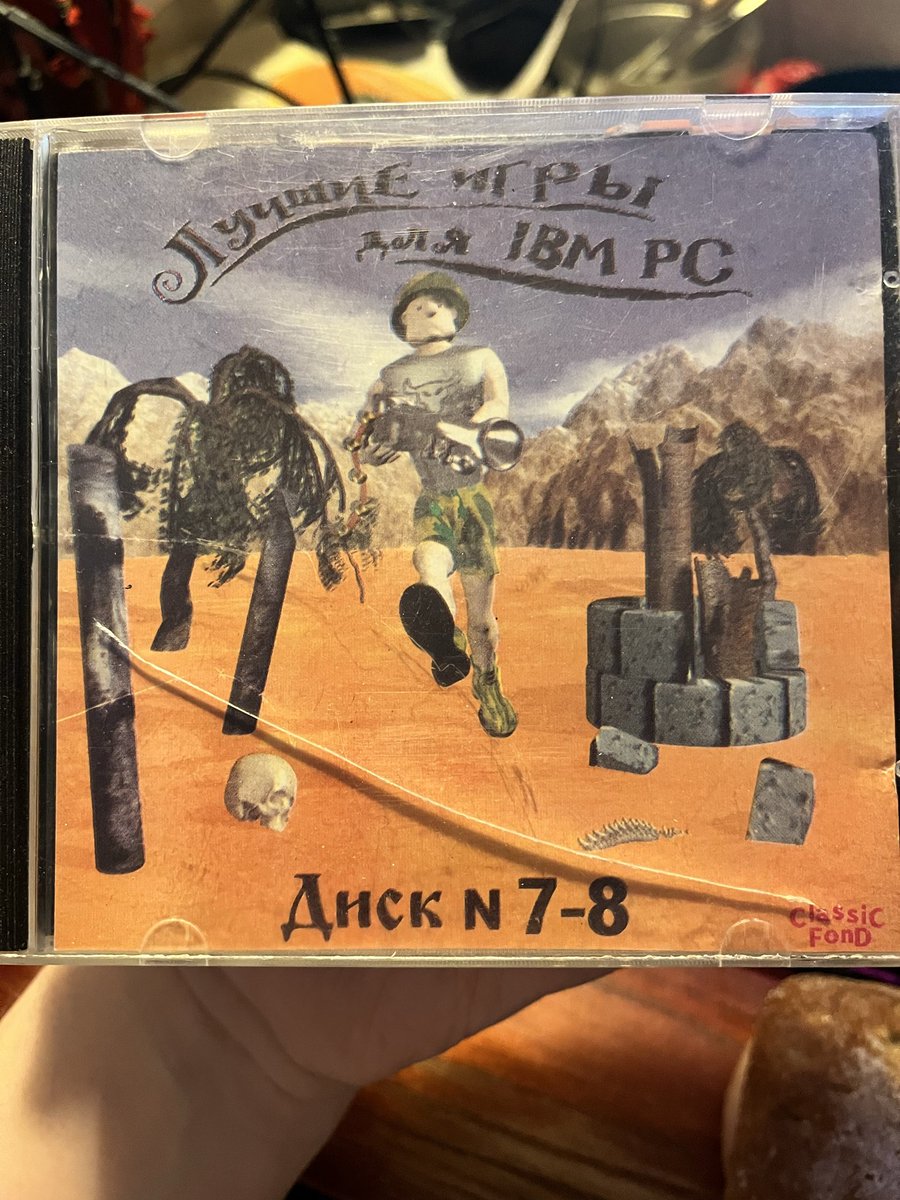 Лучшие игры
для IBM PC
Диск N 7-8
Classic
Fond